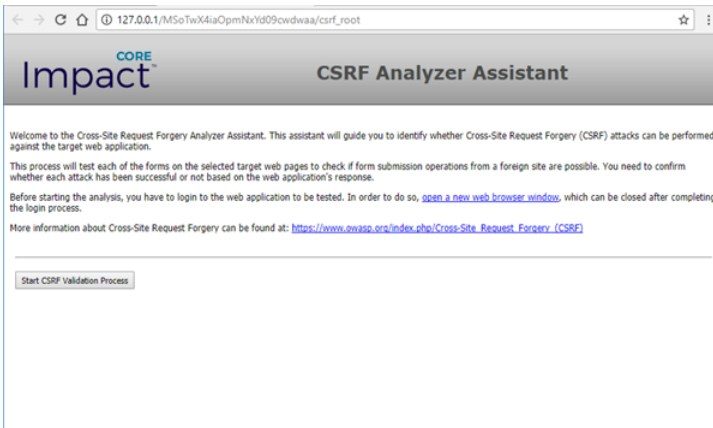 127.0.0.1/MSoTwX4iaOpmNxYd09cwdwaa/csrf_root
CORE
Impact™
CSRF Analyzer Assistant
Welcome to the Cross-Site Request Forgery Analyzer Assistant. This assistant will guide you to identify whether Cross-Site Request Forgery (CSRF) attacks can be performed
against the target web application.
This process will test each of the forms on the selected target web pages to check if form submission operations from a foreign site are possible. You need to confirm
whether each attack has been successful or not based on the web application's response.
Before starting the analysis, you have to login to the web application to be tested. In order to do so, open a new web browser window, which can be closed after completing
the login process.
More information about Cross-Site Request Forgery can be found at: https://www.owasp.org/index.php/Cross-Site_Request_Forgery_(CSRF)
Start CSRF Validation Process